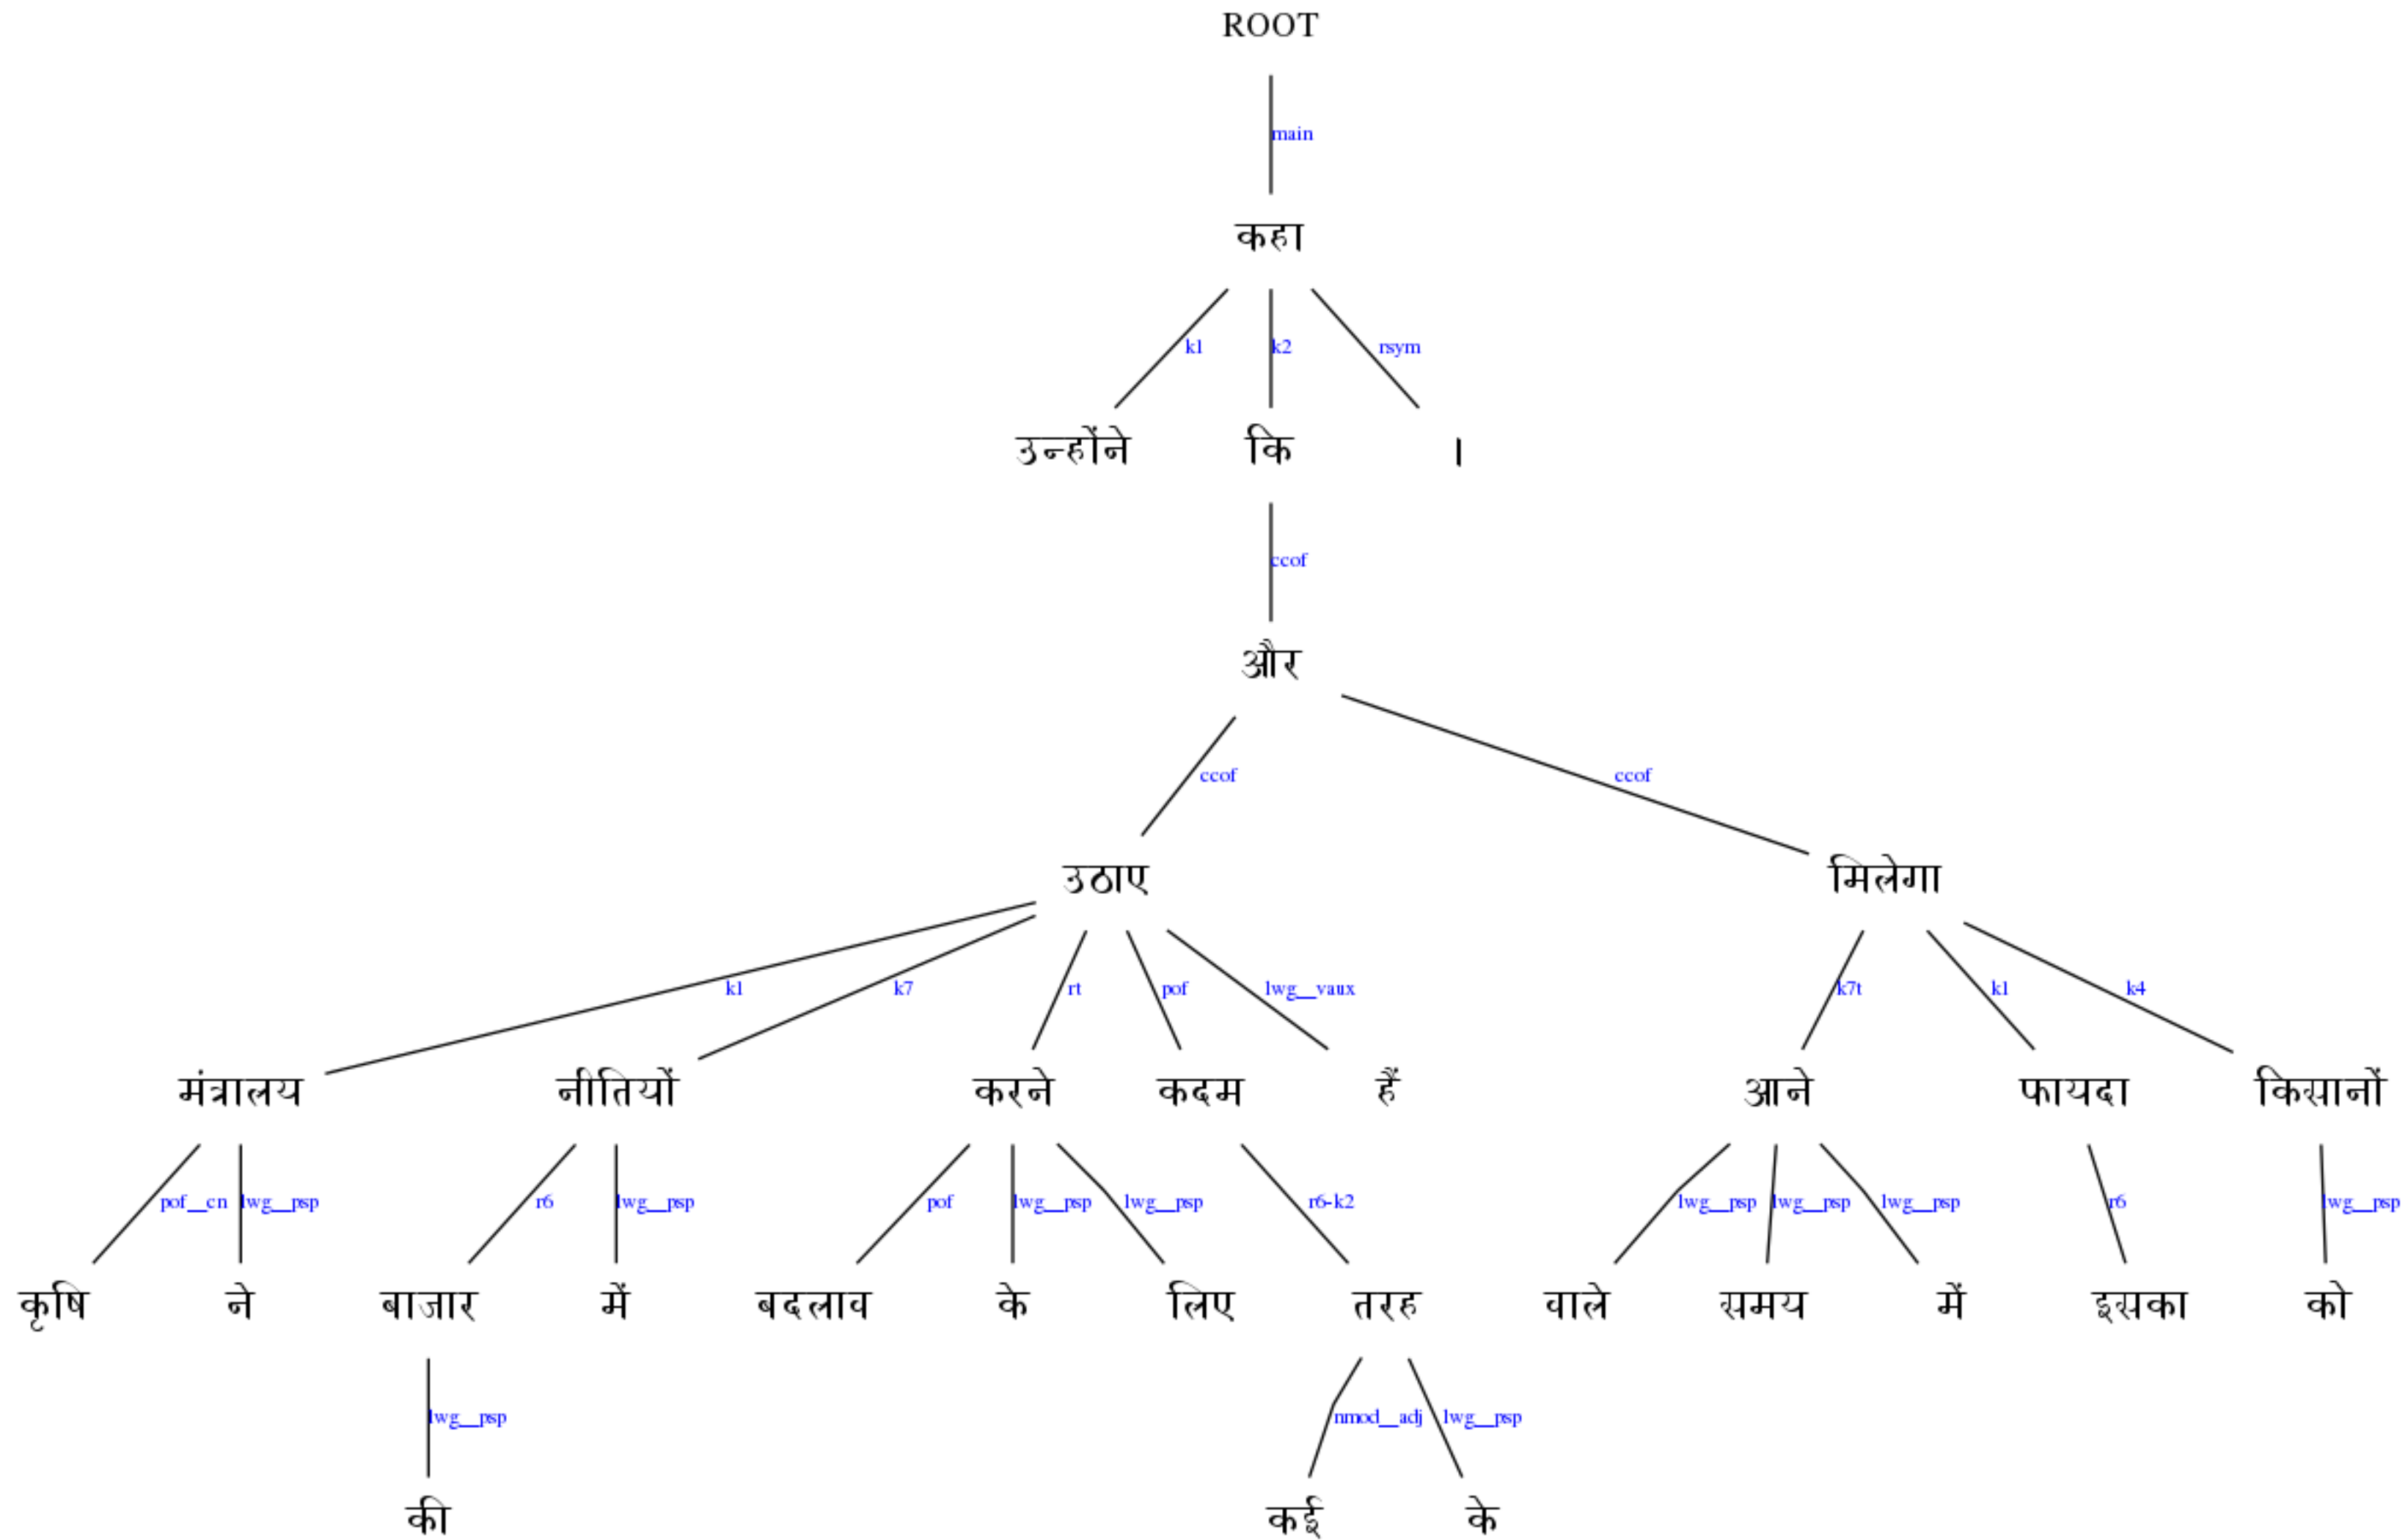 ROOT
main
कहा
k1 k2 rsym
उन्होंने कि ।
ccof
और
ccof ccof
उठाए मिलेगा
k1 k7 rt pof lwg__vaux k7t k1 k4
मंत्रालय नीतियों करने कदम हैं आने फायदा किसानों
pof__cn lwg__psp r6 lwg__psp pof lwg__psp lwg__psp r6-k2 lwg__psp lwg__psp lwg__psp r6 lwg__psp
कृषि ने बाजार में बदलाव के लिए तरह वाले समय में इसका को
lwg__psp nmod__adj lwg__psp
की कई के